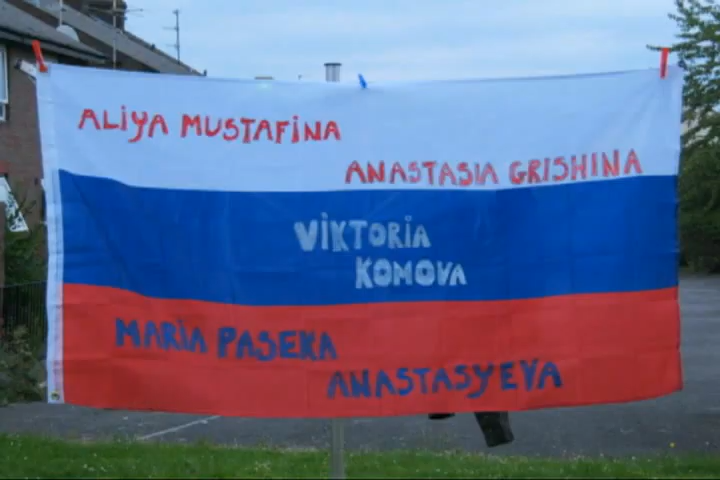 ALiYA MUSTAFiNA
ANASTASIA GRISHINA
ViKTORiA
KOMOVA
MARiA PASEKA
ANASTASYEVA